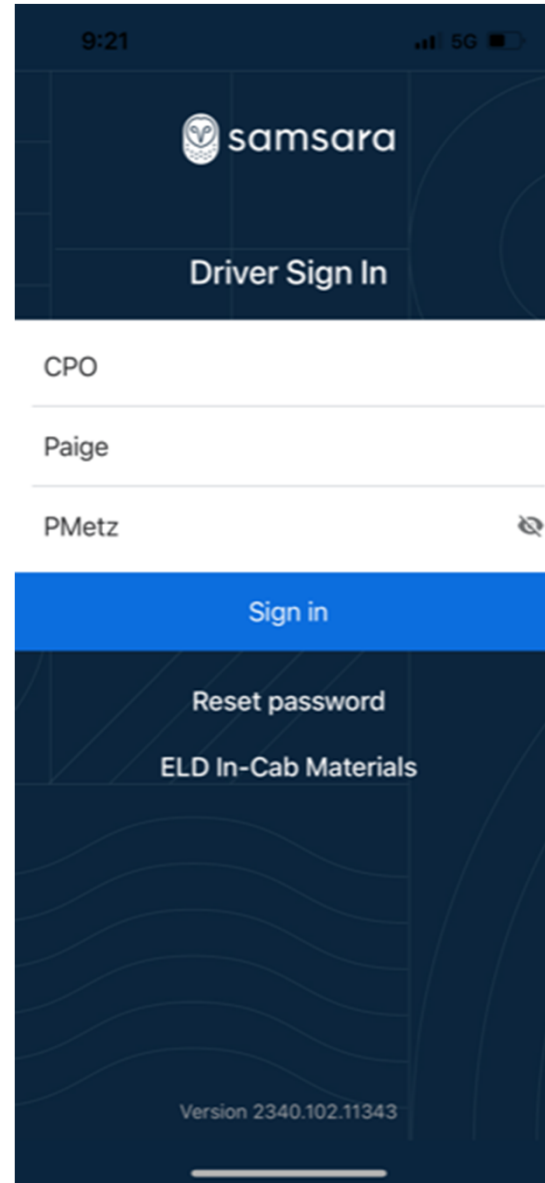 9:21 5G
samsara
Driver Sign In
CPO
Paige
PMetz
Sign in
Reset password
ELD In-Cab Materials
Version 2340.102.11343